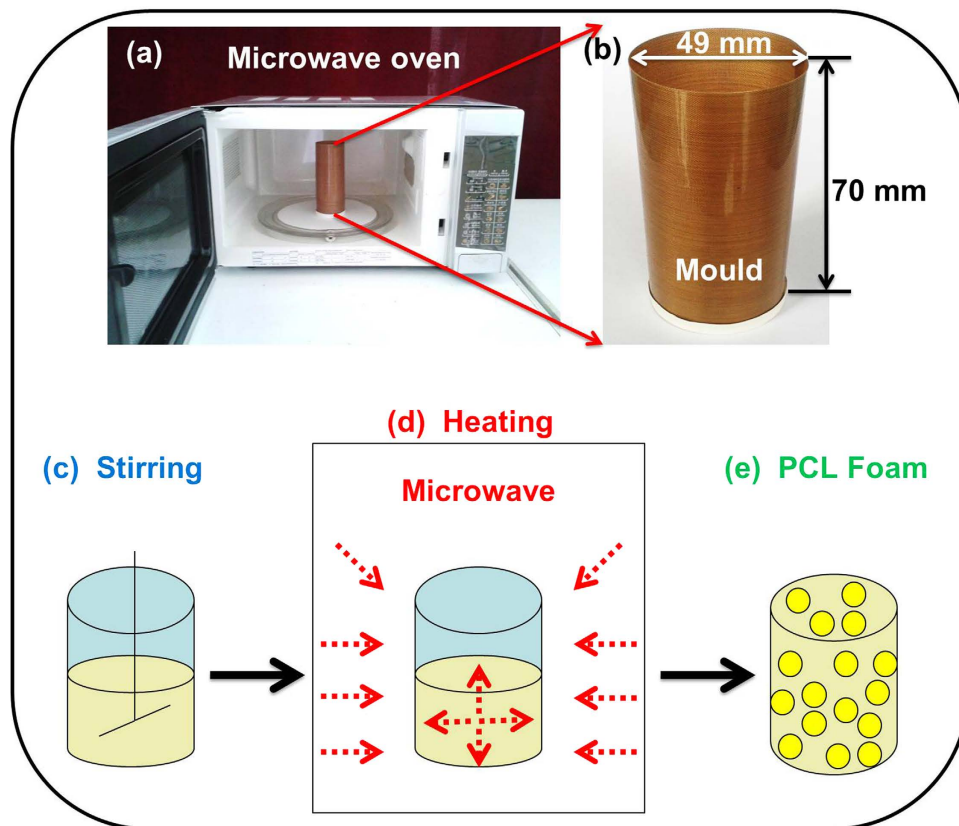 (a)
Microwave oven
(b)
49 mm
70 mm
Mould
(d) Heating
(c) Stirring
(e) PCL Foam
Microwave